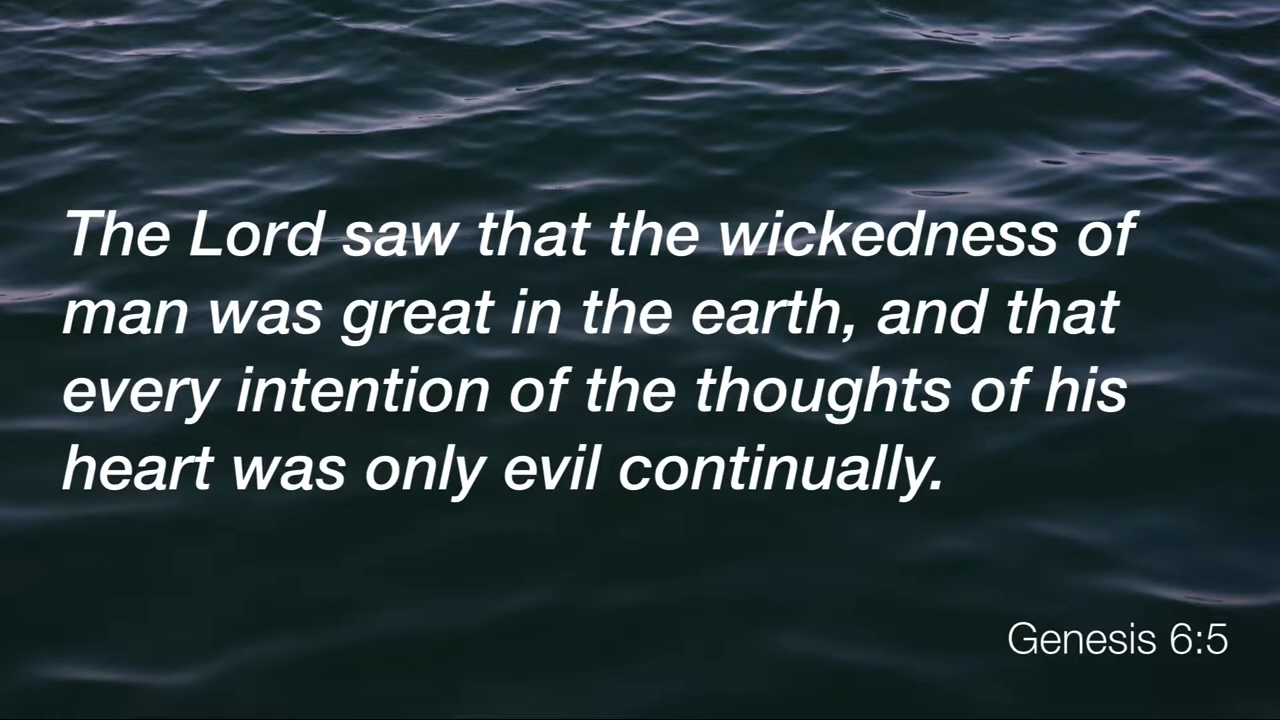 The Lord saw that the wickedness of
man was great in the earth, and that
every intention of the thoughts of his
heart was only evil continually.
Genesis 6:5